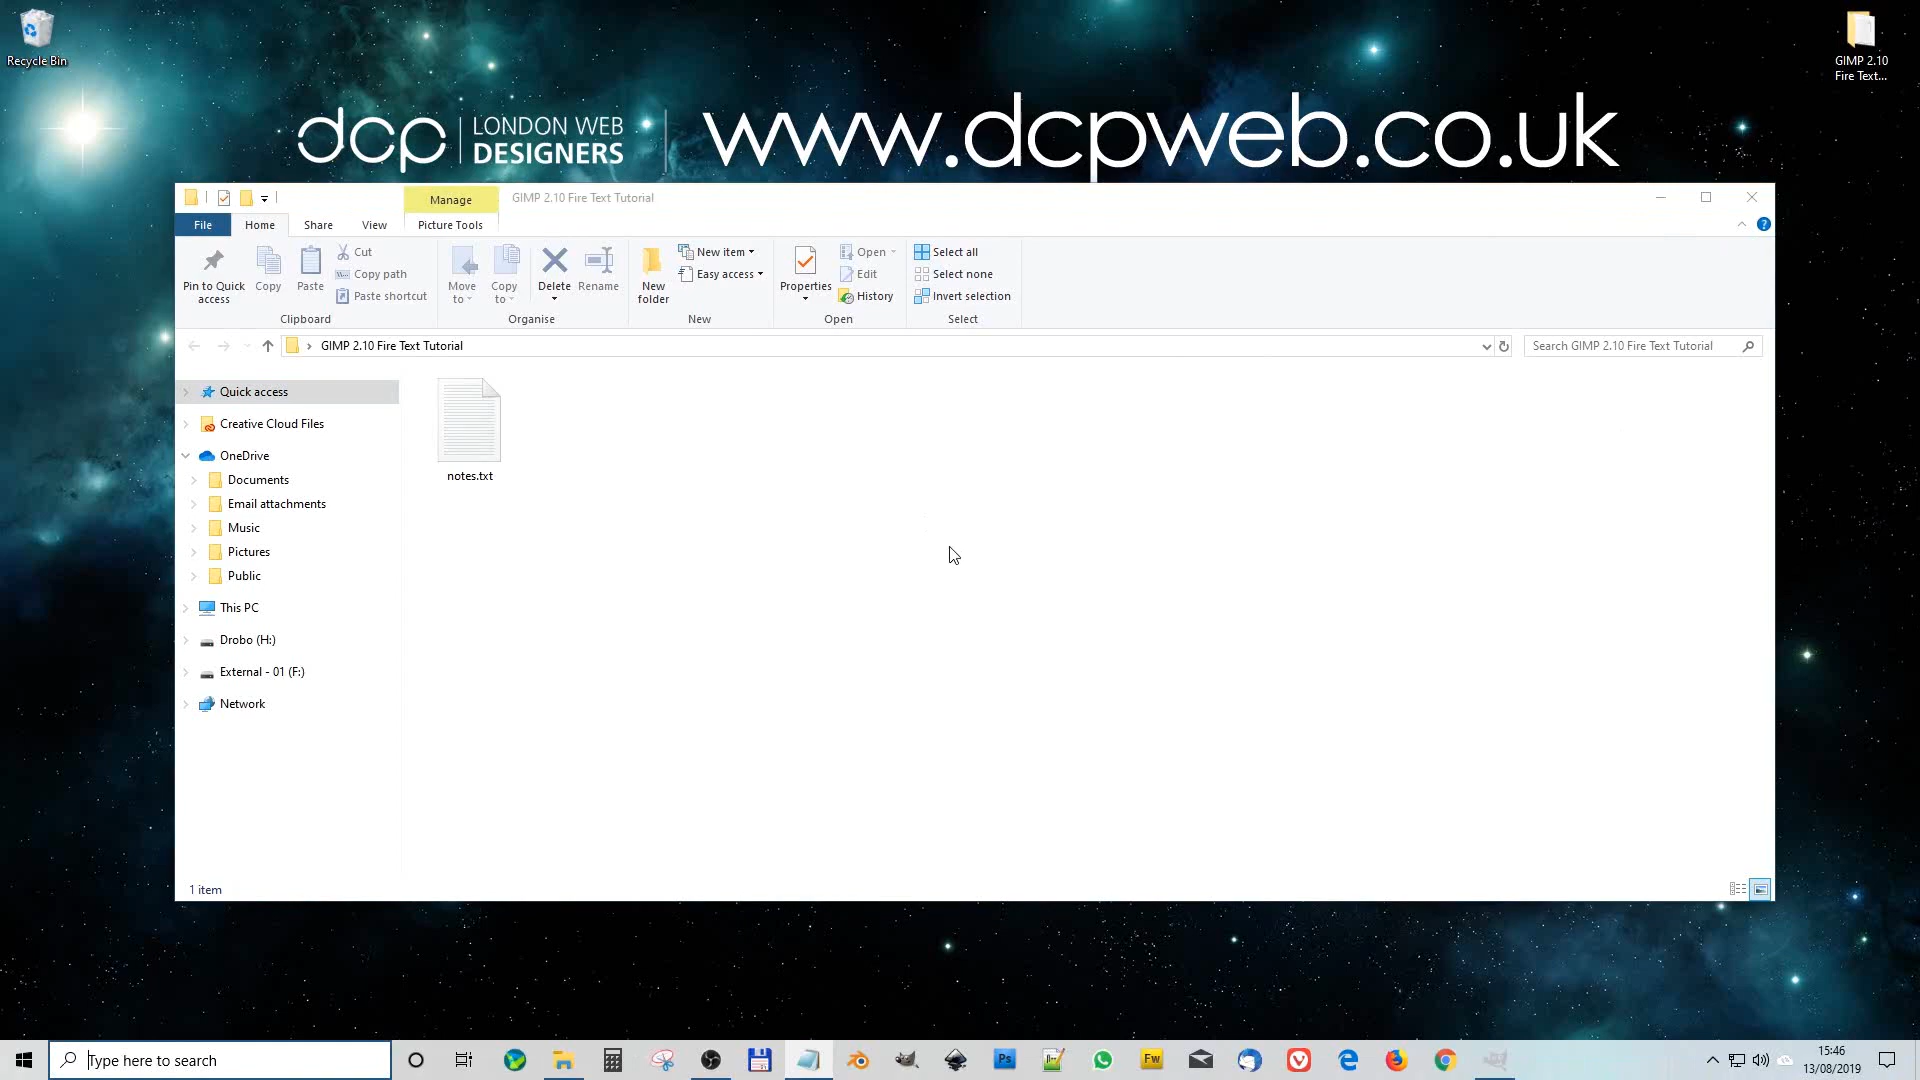 Recycle Bin
GIMP 2.10
Fire Text...
dcp LONDON WEB DESIGNERS
www.dcpweb.co.uk
Manage
GIMP 2.10 Fire Text Tutorial
File Home Share View Picture Tools
Pin to Quick access
Copy
Paste
Cut
Copy path
Paste shortcut
Clipboard
Move to
Copy to
Delete
Rename
Organise
New folder
New item
Easy access
New
Properties
Open
Edit
History
Open
Select all
Select none
Invert selection
Select
GIMP 2.10 Fire Text Tutorial
Search GIMP 2.10 Fire Text Tutorial
Quick access
Creative Cloud Files
OneDrive
Documents
Email attachments
Music
Pictures
Public
This PC
Drobo (H:)
External - 01 (F:)
Network
notes.txt
1 item
Type here to search
Ps
Fw
15:46
13/08/2019